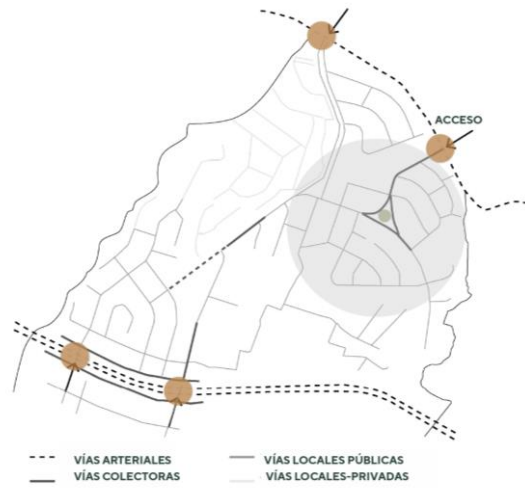 ACCESO
VÍAS ARTERIALES
VÍAS LOCALES PÚBLICAS
VÍAS COLECTORAS
VÍAS LOCALES-PRIVADAS